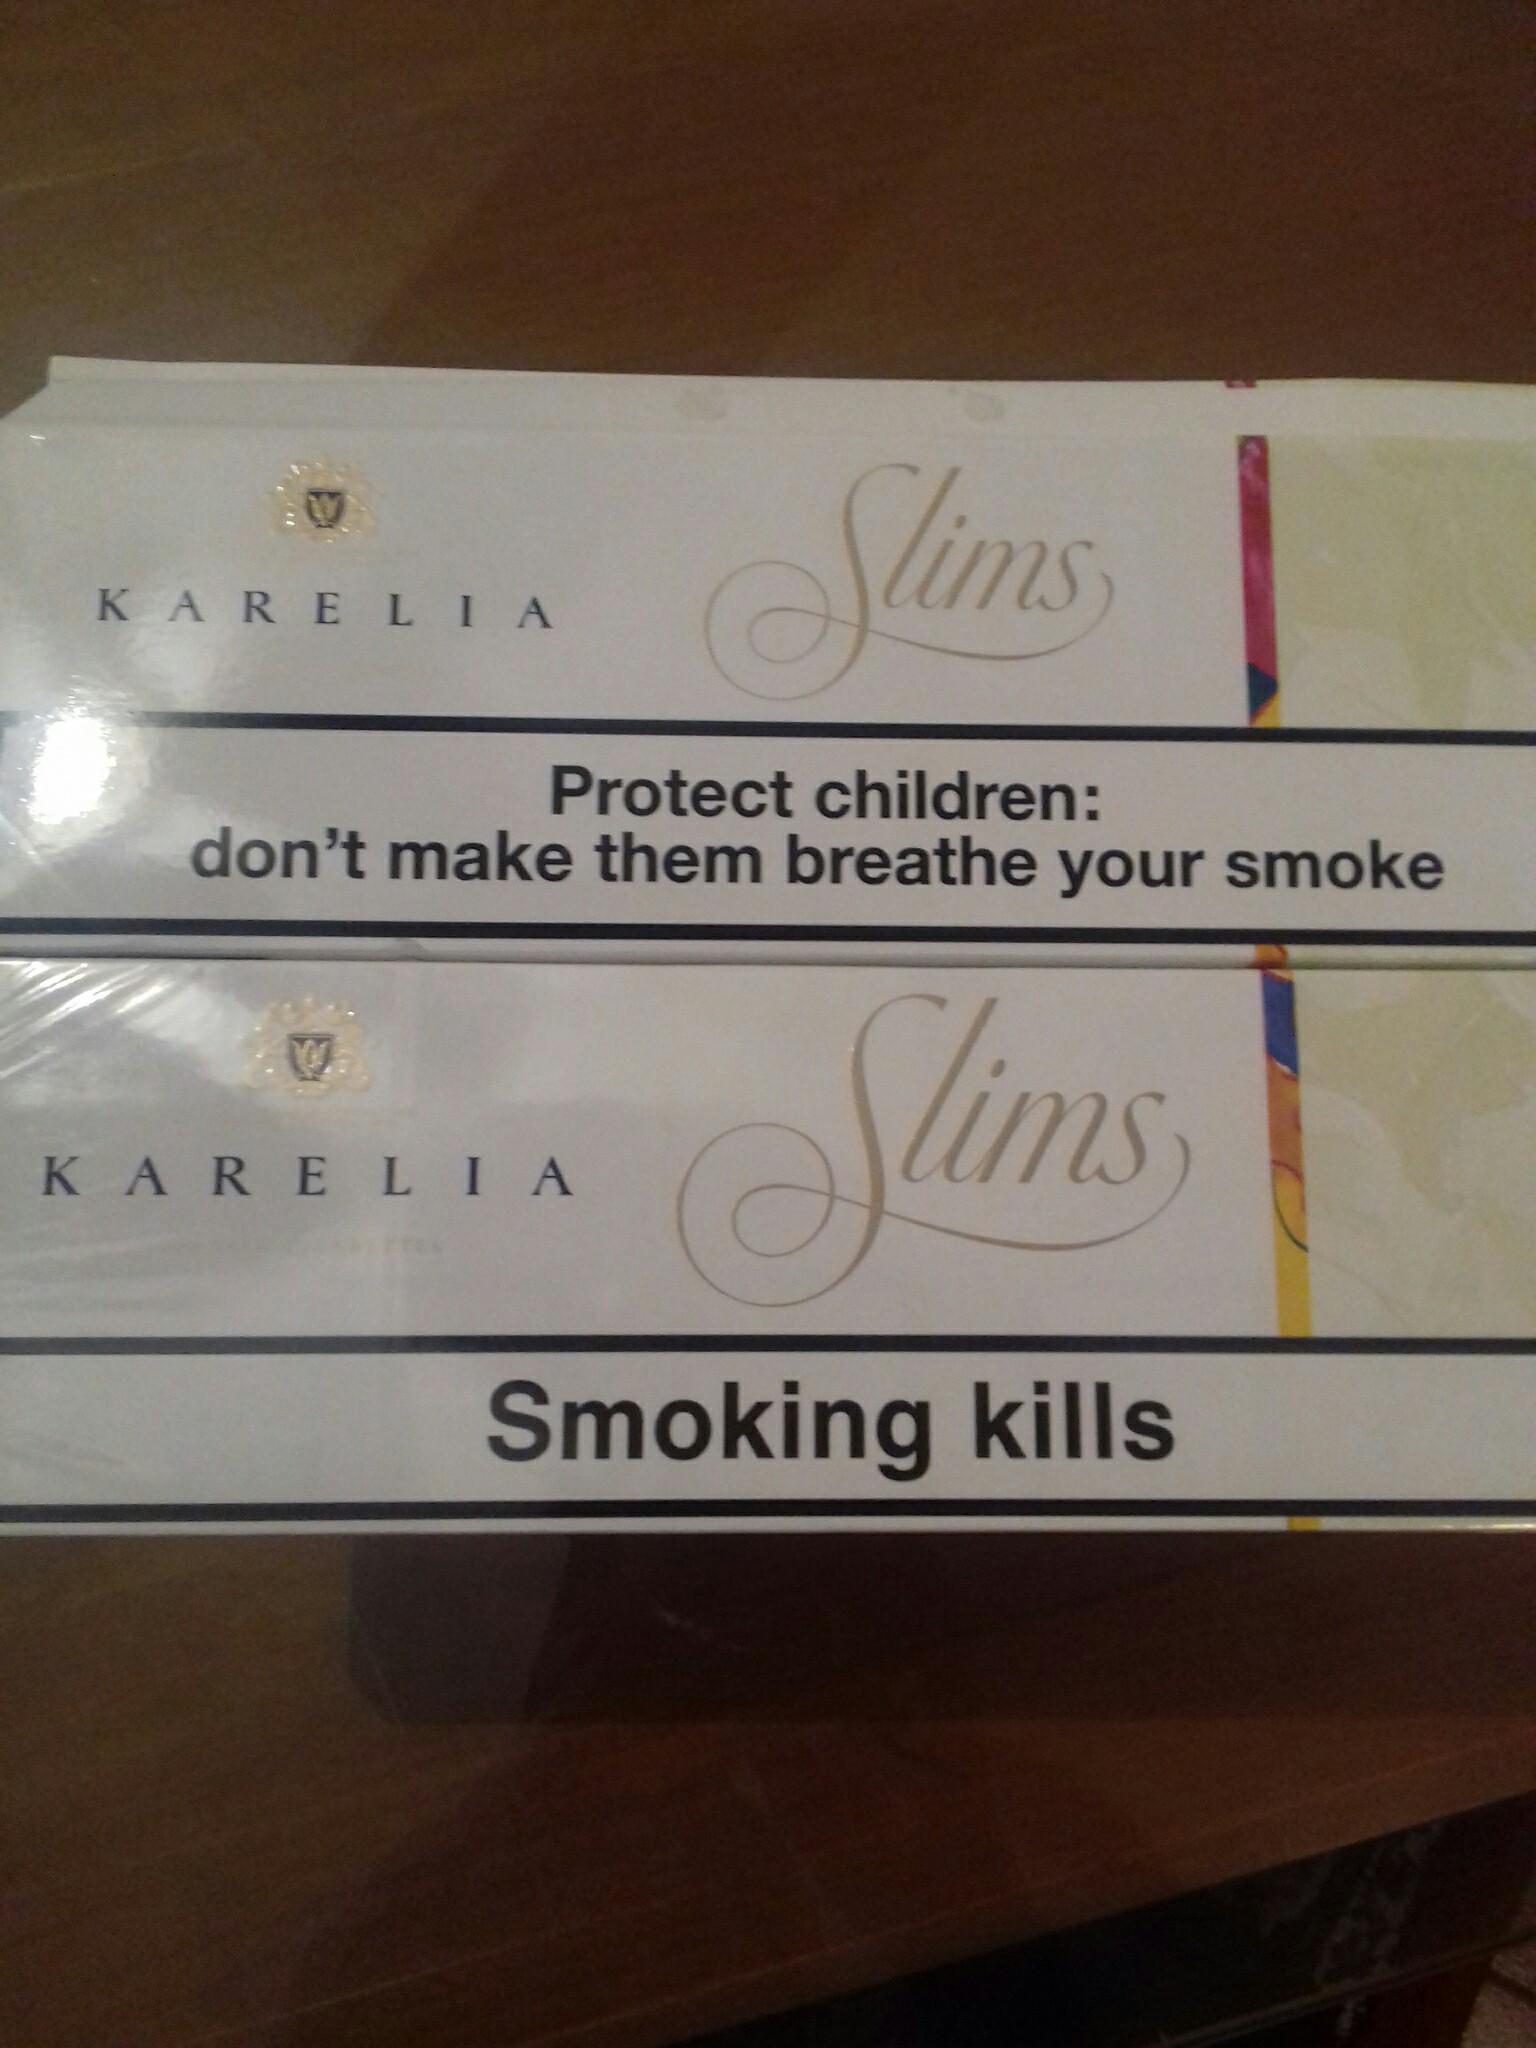 KARELIA
Slims
Protect children:
don't make them breathe your smoke
KARELIA
Slims
Smoking kills